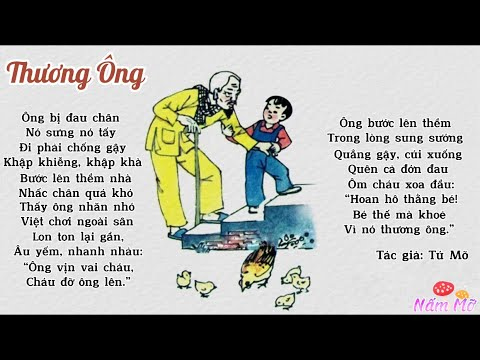 Thương Ông
Ông bị đau chân
Nó sưng nó tấy
Đi phải chống gậy
Khập khiễng, khập khà
Bước lên thềm nhà
Nhấc chân quá khó
Thấy ông nhăn nhó
Việt chơi ngoài sân
Lon ton lại gần,
Âu yếm, nhanh nhảu:
“Ông vịn vai cháu,
Cháu đỡ ông lên.”
Ông bước lên thềm
Trong lòng sung sướng
Quẳng gậy, cúi xuống
Quên cả đớn đau
Ôm cháu xoa đầu:
“Hoan hô thằng bé!
Bé thế mà khoẻ
Vì nó thương ông.”
Tác giả: Tú Mỡ
Nấm Mỡ